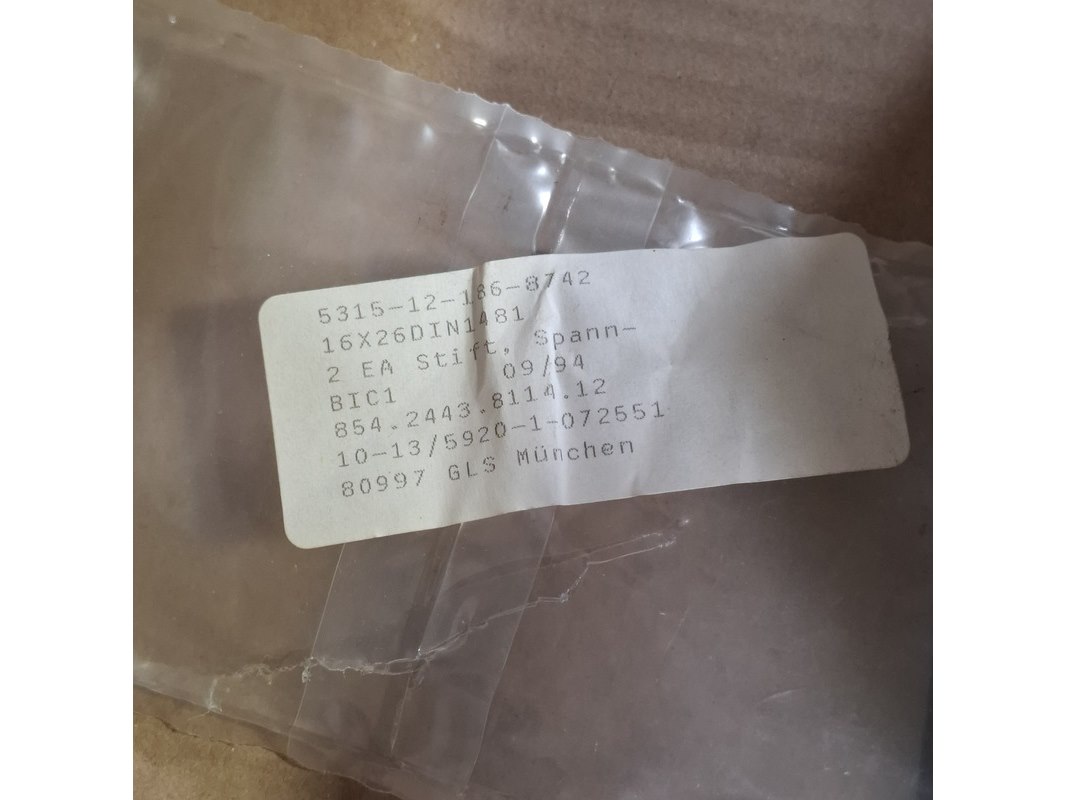 5315-12-186-8742
16X26DIN1481
2 EA Stift, Spann-
BIC1 09/94
854.2443.8114.12
10-13/5920-1-072551
80997 GLS München